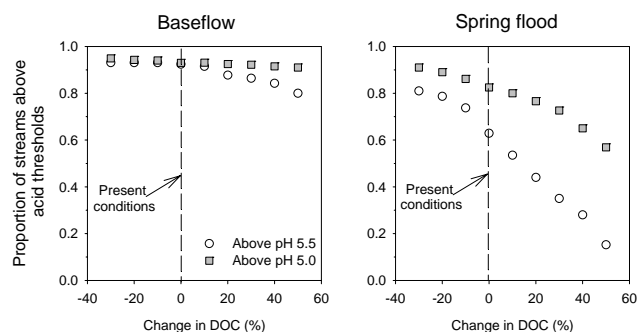 Baseflow
Spring flood
Proportion of streams above
acid thresholds
1.0
0.8
0.6
0.4
0.2
0.0
Present
conditions
Above pH 5.5
Above pH 5.0
-40 -20 0 20 40 60
Change in DOC (%)
1.0
0.8
0.6
0.4
0.2
0.0
Present
conditions
-40 -20 0 20 40 60
Change in DOC (%)